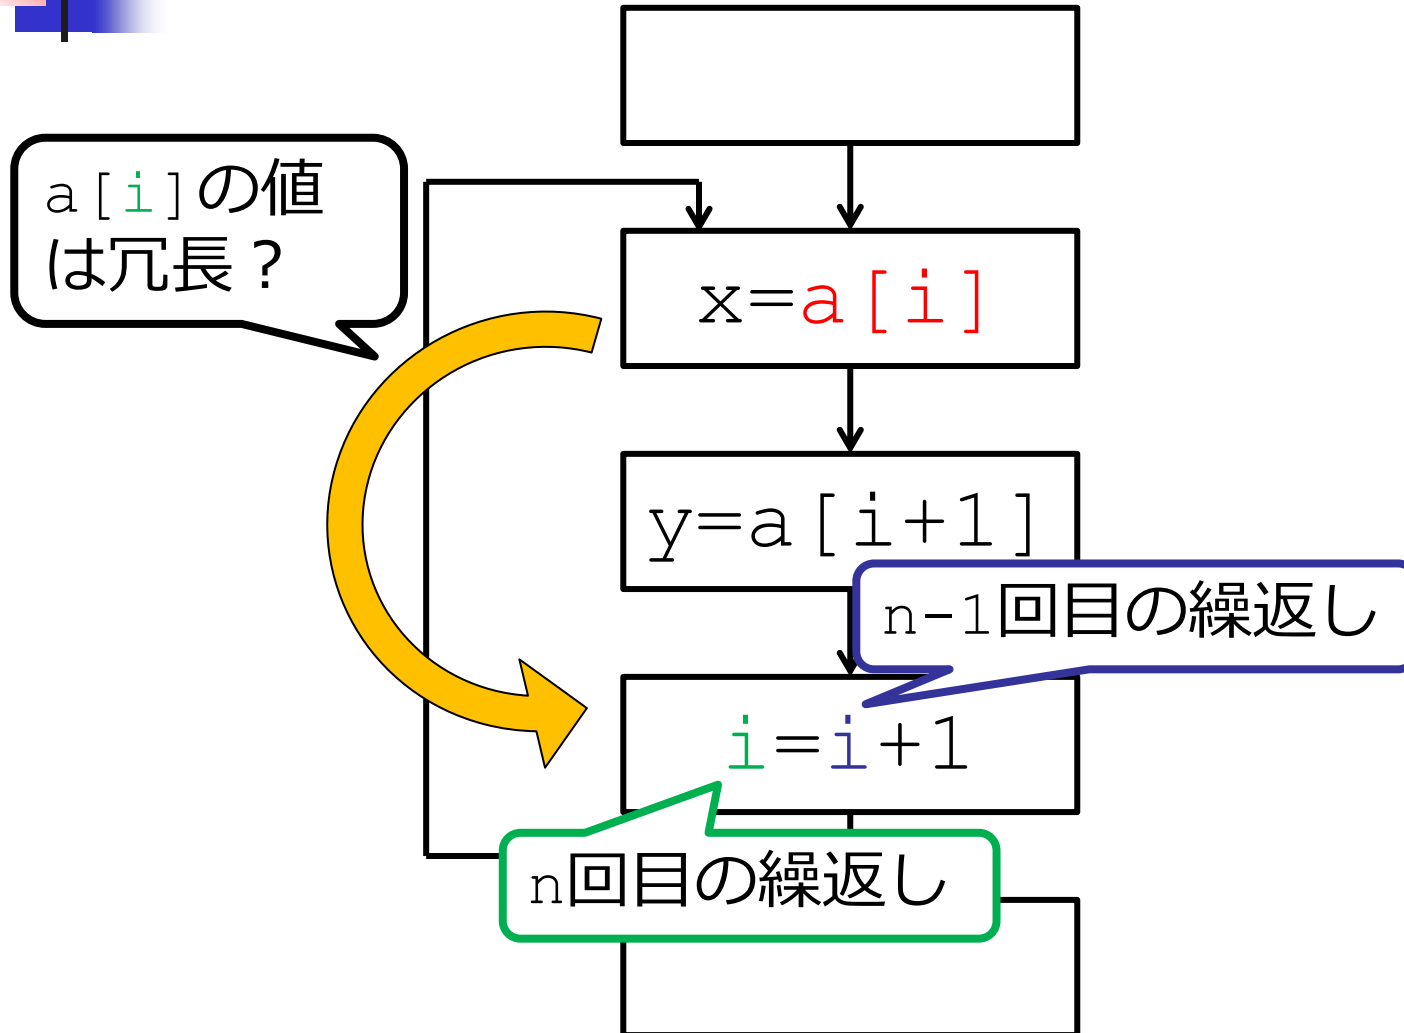 a[i]の値
は冗長？
x=a[i]
y=a[i+1]
n-1回目の繰返し
i=i+1
n回目の繰返し